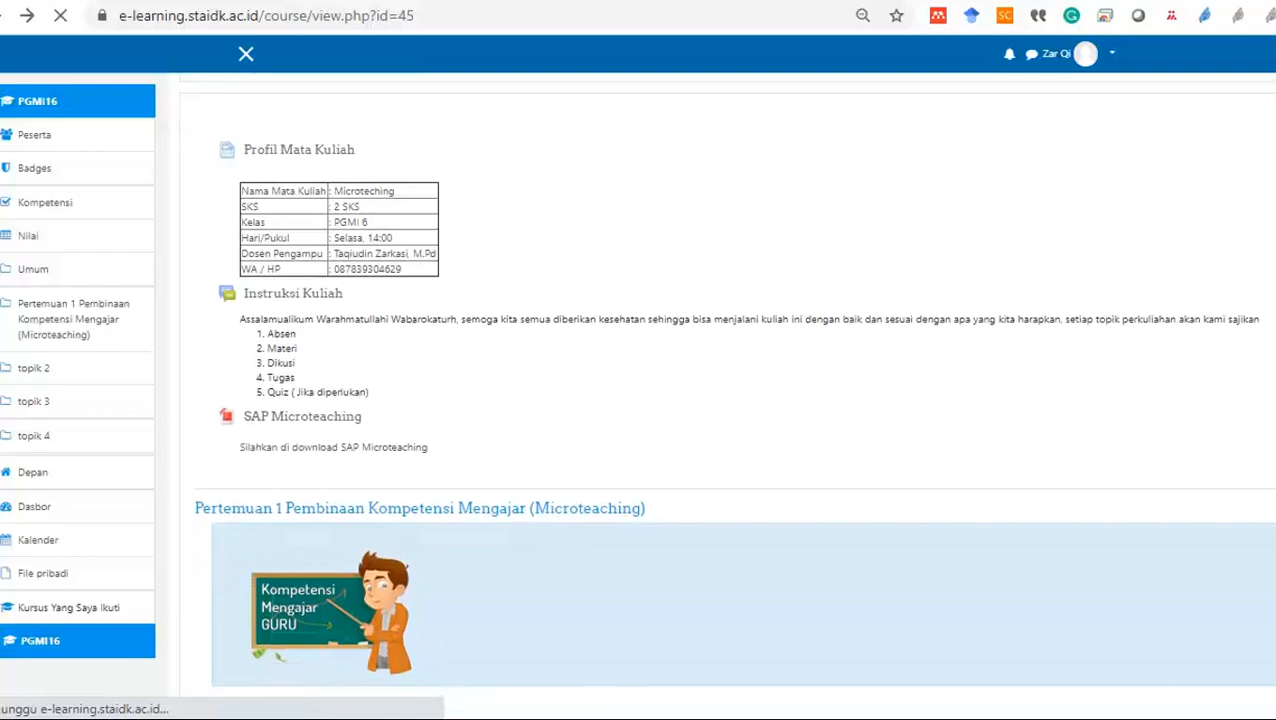 e-learning.staidk.ac.id/course/view.php?id=45
SC
Zar Qi
PGMI16
Peserta
Badges
Kompetensi
Nilai
Umum
Pertemuan 1 Pembinaan
Kompetensi Mengajar
(Microteaching)
topik 2
topik 3
topik 4
Depan
Dasbor
Kalender
File pribadi
Kursus Yang Saya Ikuti
PGMI16
Profil Mata Kuliah
Nama Mata Kuliah : Microteching
SKS : 2 SKS
Kelas : PGMI 6
Hari/Pukul : Selasa, 14:00
Dosen Pengampu : Taqiudin Zarkasi, M.Pd
WA / HP : 087839304629
Instruksi Kuliah
Assalamualikum Warahmatullahi Wabarokaturh, semoga kita semua diberikan kesehatan sehingga bisa menjalani kuliah ini dengan baik dan sesuai dengan apa yang kita harapkan, setiap topik perkuliahan akan kami sajikan
1. Absen
2. Materi
3. Dikusi
4. Tugas
5. Quiz ( Jika diperlukan)
SAP Microteaching
Silahkan di download SAP Microteaching
Pertemuan 1 Pembinaan Kompetensi Mengajar (Microteaching)
Kompetensi
Mengajar
GURU
unggu e-learning.staidk.ac.id...